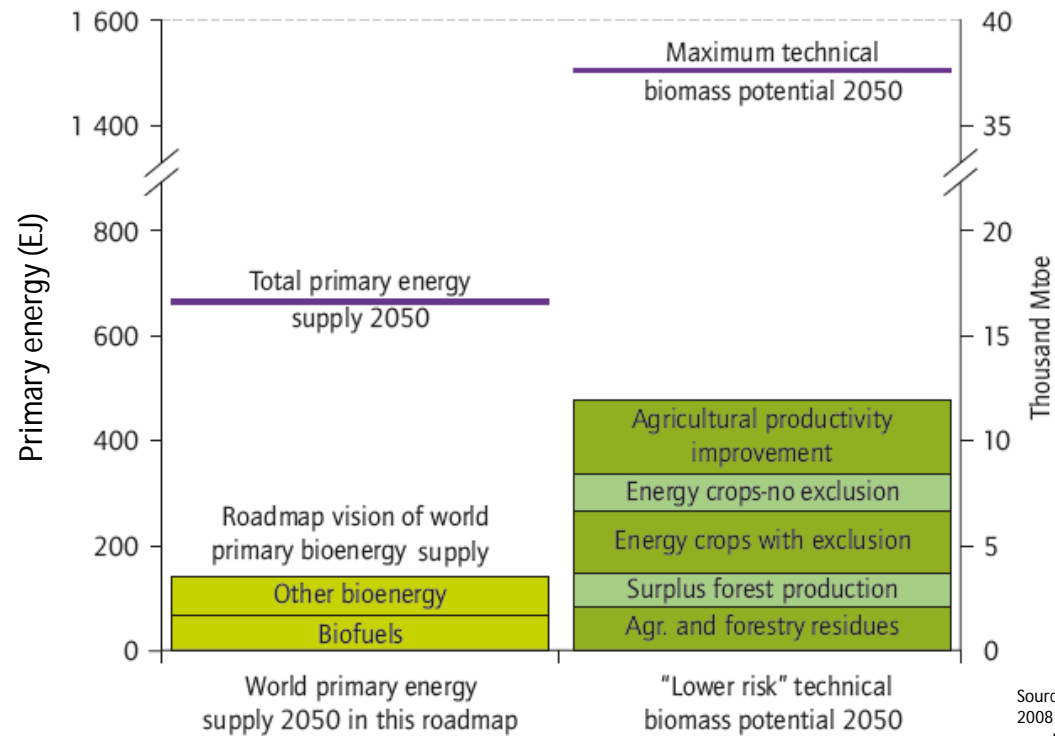 1 600
1 400
800
600
400
200
0
Primary energy (EJ)
Total primary energy
supply 2050
Roadmap vision of world
primary bioenergy supply
Other bioenergy
Biofuels
World primary energy
supply 2050 in this roadmap
Maximum technical
biomass potential 2050
Agricultural productivity
improvement
Energy crops-no exclusion
Energy crops with exclusion
Surplus forest production
Agr. and forestry residues
"Lower risk" technical
biomass potential 2050
40
35
20
15
10
5
0
Thousand Mtoe
2008